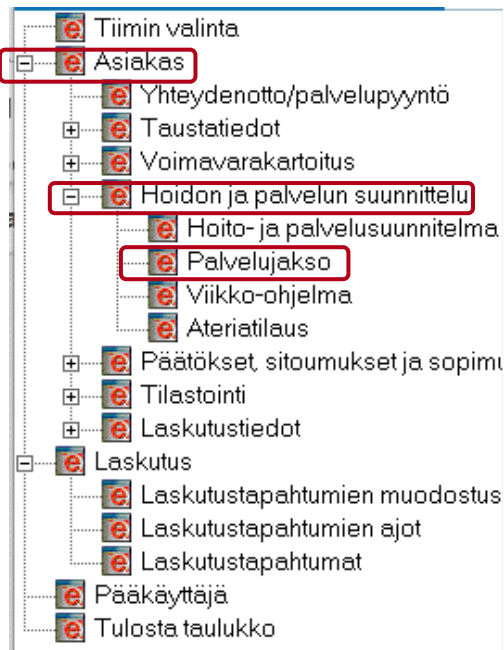 Tiimin valinta
Asiakas
Yhteydenotto/palvelupyyntö
Taustatiedot
Voimavarakartoitus
Hoidon ja palvelun suunnittelu
Hoito- ja palvelusuunnitelma
Palvelujakso
Viikko-ohjelma
Ateriatilaus
Päätökset, sitoumukset ja sopimu
Tilastointi
Laskutustiedot
Laskutus
Laskutustapahtumien muodostus
Laskutustapahtumien ajot
Laskutustapahtumat
Pääkäyttäjä
Tulosta taulukko